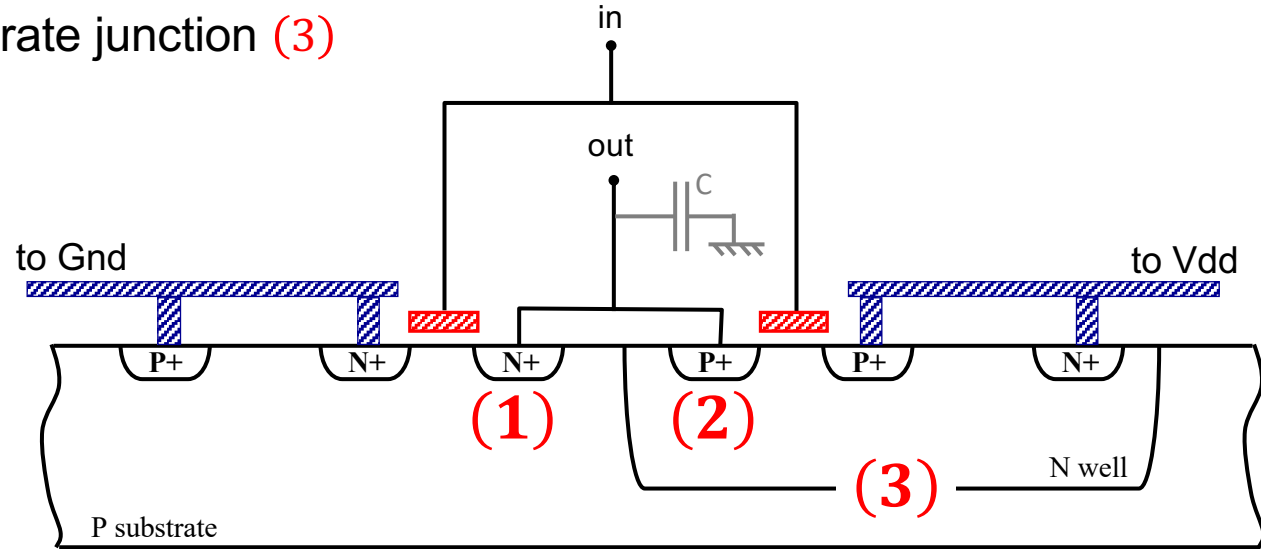 rate junction (3)
in
out
C
to Gnd
to Vdd
P+ N+ N+ P+ P+ N+
(1) (2)
(3)
N well
P substrate